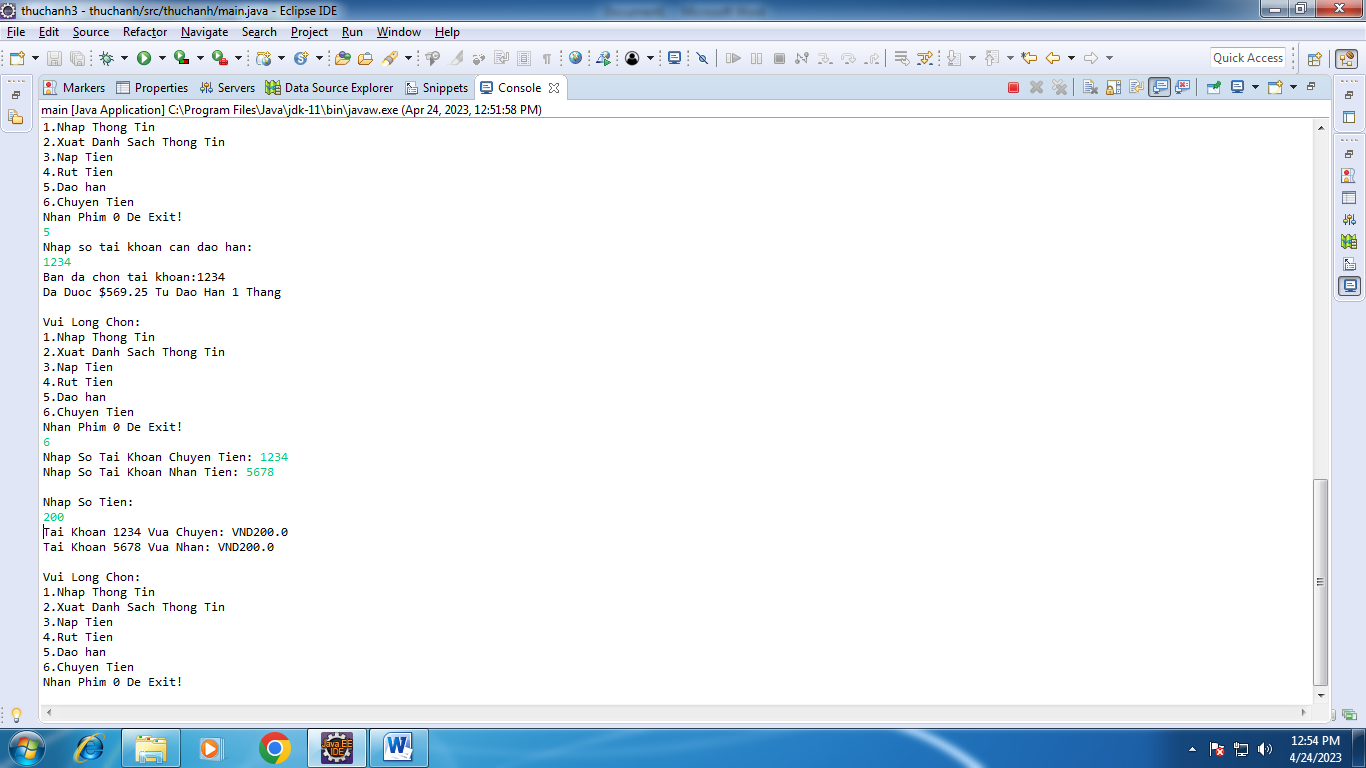 thuchanh3 - thuchanh/src/thuchanh/main.java - Eclipse IDE
File Edit Source Refactor Navigate Search Project Run Window Help
Quick Access
Markers Properties Servers Data Source Explorer Snippets Console
main [Java Application] C:\Program Files\Java\jdk-11\bin\javaw.exe (Apr 24, 2023, 12:51:58 PM)
1.Nhap Thong Tin
2.Xuat Danh Sach Thong Tin
3.Nap Tien
4.Rut Tien
5.Dao han
6.Chuyen Tien
Nhan Phim 0 De Exit!
5
Nhap so tai khoan can dao han:
1234
Ban da chon tai khoan:1234
Da Duoc $569.25 Tu Dao Han 1 Thang
Vui Long Chon:
1.Nhap Thong Tin
2.Xuat Danh Sach Thong Tin
3.Nap Tien
4.Rut Tien
5.Dao han
6.Chuyen Tien
Nhan Phim 0 De Exit!
6
Nhap So Tai Khoan Chuyen Tien: 1234
Nhap So Tai Khoan Nhan Tien: 5678
Nhap So Tien:
200
Tai Khoan 1234 Vua Chuyen: VND200.0
Tai Khoan 5678 Vua Nhan: VND200.0
Vui Long Chon:
1.Nhap Thong Tin
2.Xuat Danh Sach Thong Tin
3.Nap Tien
4.Rut Tien
5.Dao han
6.Chuyen Tien
Nhan Phim 0 De Exit!
Java EE
IDE
12:54 PM
4/24/2023